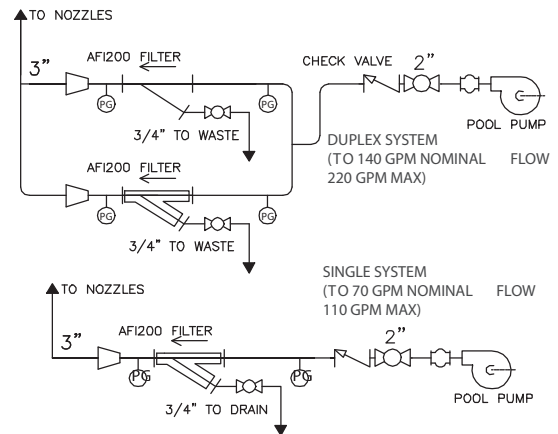 TO NOZZLES
AFI200 FILTER
3"
CHECK VALVE
2"
PG
PG
3/4" TO WASTE
POOL PUMP
DUPLEX SYSTEM
(TO 140 GPM NOMINAL FLOW
220 GPM MAX)
AFI200 FILTER
PG
PG
3/4" TO WASTE
SINGLE SYSTEM
(TO 70 GPM NOMINAL FLOW
110 GPM MAX)
TO NOZZLES
3"
AFI200 FILTER
2"
PG
PG
3/4" TO DRAIN
POOL PUMP